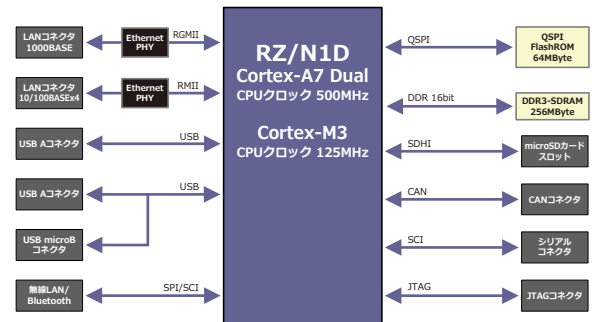 LANコネクタ
1000BASE
Ethernet
PHY
RGMII
LANコネクタ
10/100BASEx4
Ethernet
PHY
RMII
USB Aコネクタ
USB
USB Aコネクタ
USB
USB microB
コネクタ
無線LAN/
Bluetooth
SPI/SCI
RZ/N1D
Cortex-A7 Dual
CPUクロック 500MHz
Cortex-M3
CPUクロック 125MHz
QSPI
QSPI
FlashROM
64MByte
DDR 16bit
DDR3-SDRAM
256MByte
SDHI
microSDカード
スロット
CAN
CANコネクタ
SCI
シリアル
コネクタ
JTAG
JTAGコネクタ